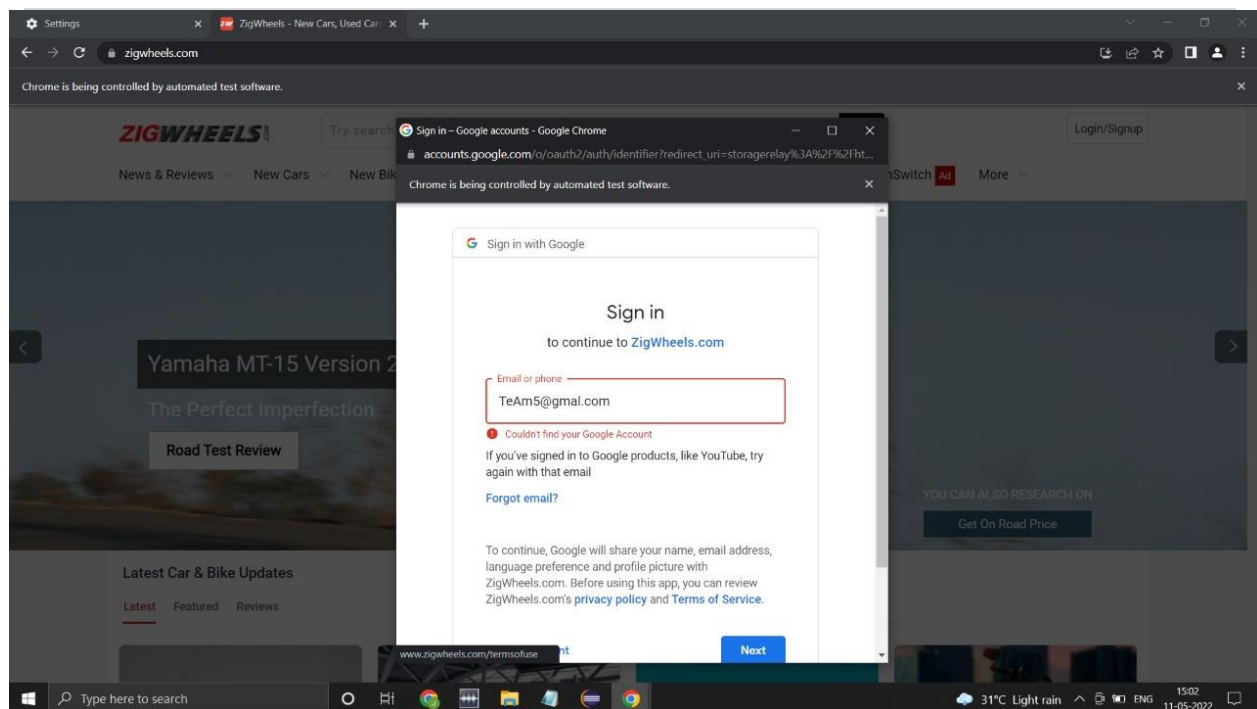 Settings
ZigWheels - New Cars, Used Car
zigwheels.com
Chrome is being controlled by automated test software.
ZIGWHEELS
Try search
Login/Signup
News & Reviews New Cars New Bik
Ad More
Sign in – Google accounts - Google Chrome
accounts.google.com/o/oauth2/auth/identifier?redirect_uri=storagerelay%3A%2F%2Fht...
Chrome is being controlled by automated test software.
Sign in with Google
Sign in
to continue to ZigWheels.com
Email or phone
TeAm5@gmal.com
Couldn't find your Google Account
If you've signed in to Google products, like YouTube, try
again with that email
Forgot email?
To continue, Google will share your name, email address,
language preference and profile picture with
ZigWheels.com. Before using this app, you can review
ZigWheels.com's privacy policy and Terms of Service.
Next
www.zigwheels.com/termsofuse
Yamaha MT-15 Version 2
The Perfect Imperfection
Road Test Review
YOU CAN ALSO RESEARCH ON
Get On Road Price
Latest Car & Bike Updates
Latest Featured Reviews
Type here to search
31°C Light rain ENG 15:02
11-05-2022